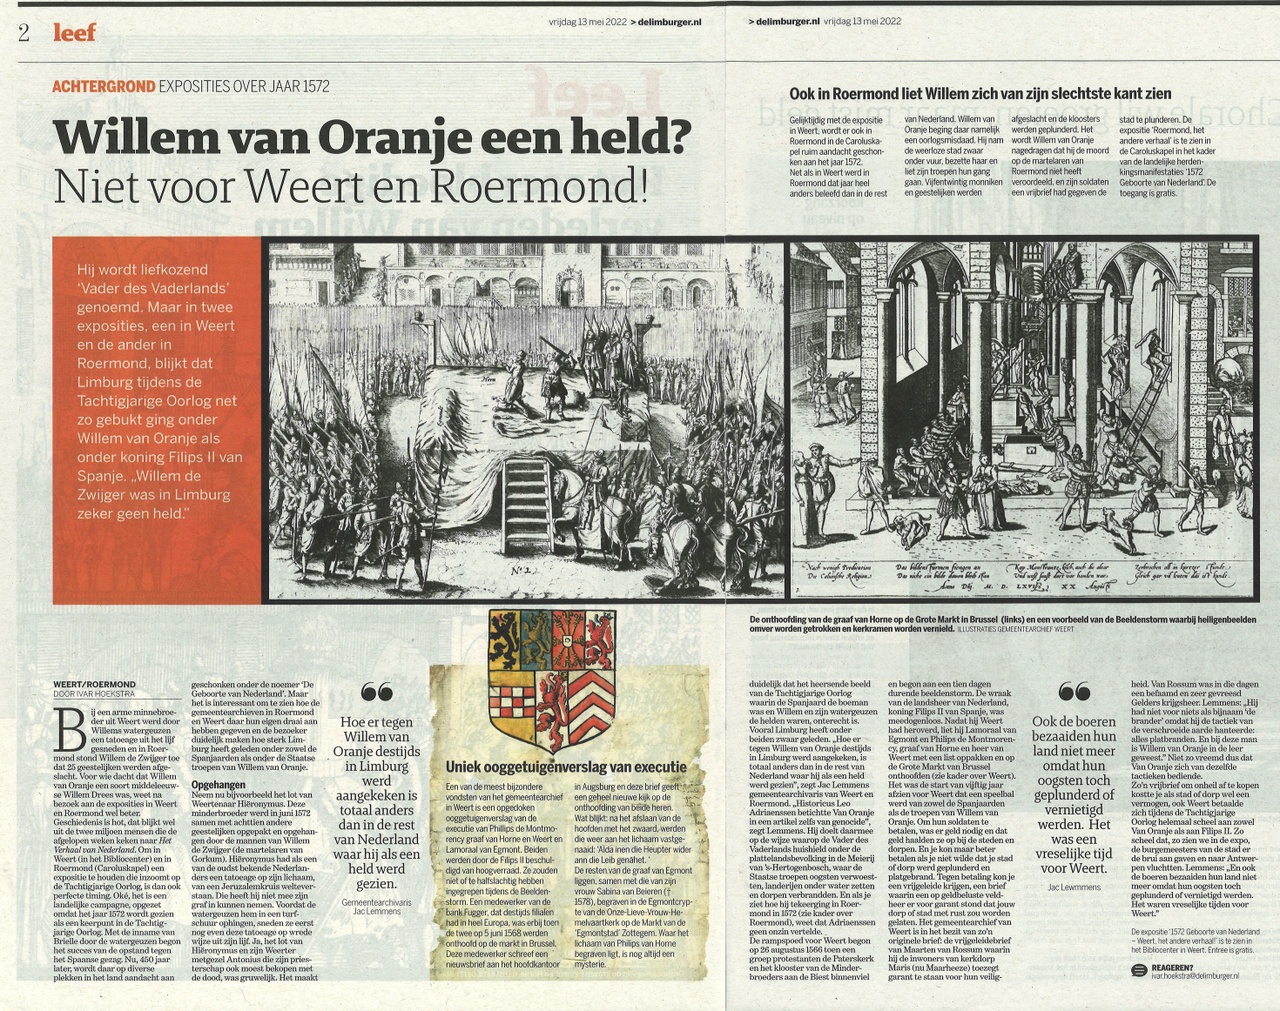 2
leef
vrijdag 13 mei 2022 > delimburger.nl
> delimburger.nl vrijdag 13 mei 2022
ACHTERGROND EXPOSITIES OVER JAAR 1572
Willem van Oranje een held?
Niet voor Weert en Roermond!
Ook in Roermond liet Willem zich van zijn slechtste kant zien
Gelijktijdig met de expositie
in Weert, wordt er ook in
Roermond in de Caroluska-
pel ruim aandacht geschon-
ken aan het jaar 1572.
Net als in Weert werd in
Roermond dat jaar heel
anders beleefd dan in de rest
van Nederland. Willem van
Oranje beging daar namelijk
een oorlogsmisdaad. Hij nam
de weerloze stad zwaar
onder vuur, bezette haar en
liet zijn troepen hun gang
gaan. Vijfentwintig monniken
en geestelijken werden
afgeslacht en de kloosters
werden geplunderd. Het
wordt Willem van Oranje
nagedragen dat hij de moord
op de martelaren van
Roermond niet heeft
veroordeeld, en zijn soldaten
een vrijbrief had gegeven de
stad te plunderen. De
expositie 'Roermond, het
andere verhaal' is te zien in
de Caroluskapel in het kader
van de landelijke herden-
kingsmanifestaties '1572
Geboorte van Nederland'. De
toegang is gratis.
Hij wordt liefkozend
'Vader des Vaderlands'
genoemd. Maar in twee
exposities, een in Weert
en de ander in
Roermond, blijkt dat
Limburg tijdens de
Tachtigjarige Oorlog net
zo gebukt ging onder
Willem van Oranje als
onder koning Filips II van
Spanje. „Willem de
Zwijger was in Limburg
zeker geen held."
Horn
N° 1.
De onthoofding van de graaf van Horne op de Grote Markt in Brussel (links) en een voorbeeld van de Beeldenstorm waarbij heiligenbeelden
omver worden getrokken en kerkramen worden vernield. ILLUSTRATIES GEMEENTEARCHIEF WEERT
WEERT/ROERMOND
DOOR IVAR HOEKSTRA
Bij een arme minnebroe-
der uit Weert werd door
Willems watergeuzen
een tatoeage uit het lijf
gesneden en in Roer-
mond stond Willem de Zwijger toe
dat 25 geestelijken werden afge-
slacht. Voor wie dacht dat Willem
van Oranje een soort middeleeuw-
se Willem Drees was, weet na
bezoek aan de exposities in Weert
en Roermond wel beter.
Geschiedenis is hot, dat blijkt wel
uit de twee miljoen mensen die de
afgelopen weken keken naar Het
Verhaal van Nederland. Om in
Weert (in het Bibliocenter) en in
Roermond (Caroluskapel) een
expositie te houden die inzoomt op
de Tachtigjarige Oorlog, is dan ook
perfecte timing. Oké, het is een
landelijke campagne, opgezet
omdat het jaar 1572 wordt gezien
als een keerpunt in de Tachtig-
jarige Oorlog. Met de inname van
Brielle door de watergeuzen begon
het succes van de opstand tegen
het Spaanse gezag. Nu, 450 jaar
later, wordt daar op diverse
plekken in het land aandacht aan
geschonken onder de noemer 'De
Geboorte van Nederland'. Maar
het is interessant om te zien hoe de
gemeentearchieven in Roermond
en Weert daar hun eigen draai aan
hebben gegeven en de bezoeker
duidelijk maken hoe sterk Lim-
burg heeft geleden onder zowel de
Spanjaarden als onder de Staatse
troepen van Willem van Oranje.
Opgehangen
Neem nu bijvoorbeeld het lot van
Weertenaar Hiëronymus. Deze
minderbroeder werd in juni 1572
samen met achttien andere
geestelijken opgepakt en opgehan-
gen door de mannen van Willem
de Zwijger (de martelaren van
Gorkum). Hiëronymus had als een
van de oudst bekende Nederlan-
ders een tatoeage op zijn lichaam,
van een Jeruzalemkruis weltever-
staan. Die heeft hij niet mee zijn
graf in kunnen nemen. Voordat de
watergeuzen hem in een turf-
schuur ophingen, sneden ze eerst
nog even deze tatoeage op wrede
wijze uit zijn lijf. Ja, het lot van
Hiëronymus en zijn Weerter
metgezel Antonius die zijn pries-
terschap ook moest bekopen met
de dood, was gruwelijk. Het maakt
Hoe er tegen
Willem van
Oranje destijds
in Limburg
werd
aangekeken is
totaal anders
dan in de rest
van Nederland
waar hij als een
held werd
gezien.
Gemeentearchivaris
Jac Lemmens
Uniek ooggetuigenverslag van executie
Een van de meest bijzondere
vondsten van het gemeentearchief
in Weert is een opgedoken
ooggetuigenverslag van de
executie van Phillips de Montmo-
rency graaf van Horne en Weert en
Lamoraal van Egmont. Beiden
werden door de Filips II beschul-
digd van hoogverraad. Ze zouden
niet of te halfslachtig hebben
ingegrepen tijdens de Beelden-
storm. Een medewerker van de
bank Fugger, dat destijds filialen
had in heel Europa, was erbij toen
de twee op 5 juni 1568 werden
onthoofd op de markt in Brussel.
Deze medewerker schreef een
nieuwsbrief aan het hoofdkantoor
in Augsburg en deze brief geeft
een geheel nieuwe kijk op de
onthoofding van beide heren.
Wat blijkt: na het afslaan van de
hoofden met het zwaard, werden
die weer aan het lichaam vastge-
naaid: 'Alda inen die Heupter wider
ann die Leib genähet. '
De resten van de graaf van Egmont
liggen, samen met die van zijn
vrouw Sabina van Beieren (†
1578), begraven in de Egmontcryp-
te van de Onze-Lieve-Vrouw-He-
melvaartkerk op de Markt van de
'Egmontstad' Zottegem. Waar het
lichaam van Philips van Horne
begraven ligt, is nog altijd een
mysterie.
duidelijk dat het heersende beeld
van de Tachtigjarige Oorlog
waarin de Spanjaard de boeman
was en Willem en zijn watergeuzen
de helden waren, onterecht is.
Vooral Limburg heeft onder
beiden zwaar geleden. „Hoe er
tegen Willem van Oranje destijds
in Limburg werd aangekeken, is
totaal anders dan in de rest van
Nederland waar hij als een held
werd gezien", zegt Jac Lemmens
gemeentearchivaris van Weert en
Roermond. „Historicus Leo
Adriaenssen betichtte Van Oranje
in een artikel zelfs van genocide",
zegt Lemmens. Hij doelt daarmee
op de wijze waarop de Vader des
Vaderlands huishield onder de
plattelandsbevolking in de Meierij
van 's-Hertogenbosch, waar de
Staatse troepen oogsten verwoest-
ten, landerijen onder water zetten
en dorpen verbrandden. En als je
ziet hoe hij tekeerging in Roer-
mond in 1572 (zie kader over
Roermond), weet dat Adriaenssen
geen onzin vertelde.
De rampspoed voor Weert begon
op 26 augustus 1566 toen een
groep protestanten de Paterskerk
en het klooster van de Minder-
broeders aan de Biest binnenviel
en begon aan een tien dagen
durende beeldenstorm. De wraak
van de landsheer van Nederland,
koning Filips II van Spanje, was
meedogenloos. Nadat hij Weert
had heroverd, liet hij Lamoraal van
Egmont en Philips de Montmoren-
cy, graaf van Horne en heer van
Weert met een list oppakken en op
de Grote Markt van Brussel
onthoofden (zie kader over Weert).
Het was de start van vijftig jaar
afzien voor Weert dat een speelbal
werd van zowel de Spanjaarden
als de troepen van Willem van
Oranje. Om hun soldaten te
betalen, was er geld nodig en dat
geld haalden ze op bij de steden en
dorpen. En je kon maar beter
betalen als je niet wilde dat je stad
of dorp werd platgebrand en
geplunderd. Tegen betaling kon je
een vrijgeleide krijgen, een brief
waarin een op geldbeluste veld-
heer er voor garant stond dat jouw
dorp of stad met rust zou worden
gelaten. Het gemeentearchief van
Weert is in het bezit van zo'n
originele brief: de vrijgeleidebrief
van Maarten van Rossum waarin
hij de inwoners van kerkdorp
Maris (nu Maarheeze) toezegt
garant te staan voor hun veilig-
Ook de boeren
bezaaiden hun
land niet meer
omdat hun
oogsten toch
geplunderd of
vernietigd
werden. Het
was een
vreselijke tijd
voor Weert.
Jac Lewmmens
heid. Van Rossum was in die dagen
een befaamd en zeer gevreesd
Gelders krijgsheer. Lemmens: „Hij
had niet voor niets als bijnaam 'de
brander' omdat hij de tactiek van
de verschroeide aarde hanteerde:
alles platbranden. En bij deze man
is Willem van Oranje in de leer
geweest." Niet zo vreemd dus dat
Van Oranje zich van dezelfde
tactieken bediende.
Zo'n vrijbrief om onheil af te kopen
kostte je als stad of dorp wel een
vermogen, ook Weert betaalde
zich tijdens de Tachtigjarige
Oorlog helemaal scheel aan zowel
Van Oranje als aan Filips II. Zo
scheel dat, zo zien we in de expo,
de burgemeesters van de stad er
de brui aan gaven en naar Antwer-
pen vluchtten. Lemmens: „En ook
de boeren bezaaiden hun land niet
meer omdat hun oogsten toch
geplunderd of vernietigd werden.
Het waren vreselijke tijden voor
Weert."
De expositie '1572 Geboorte van Nederland
– Weert, het andere verhaal' is te zien in
het Bibliocenter in Weert. Entree is gratis.
REAGEREN?
ivar.hoekstra@delimburger.nl